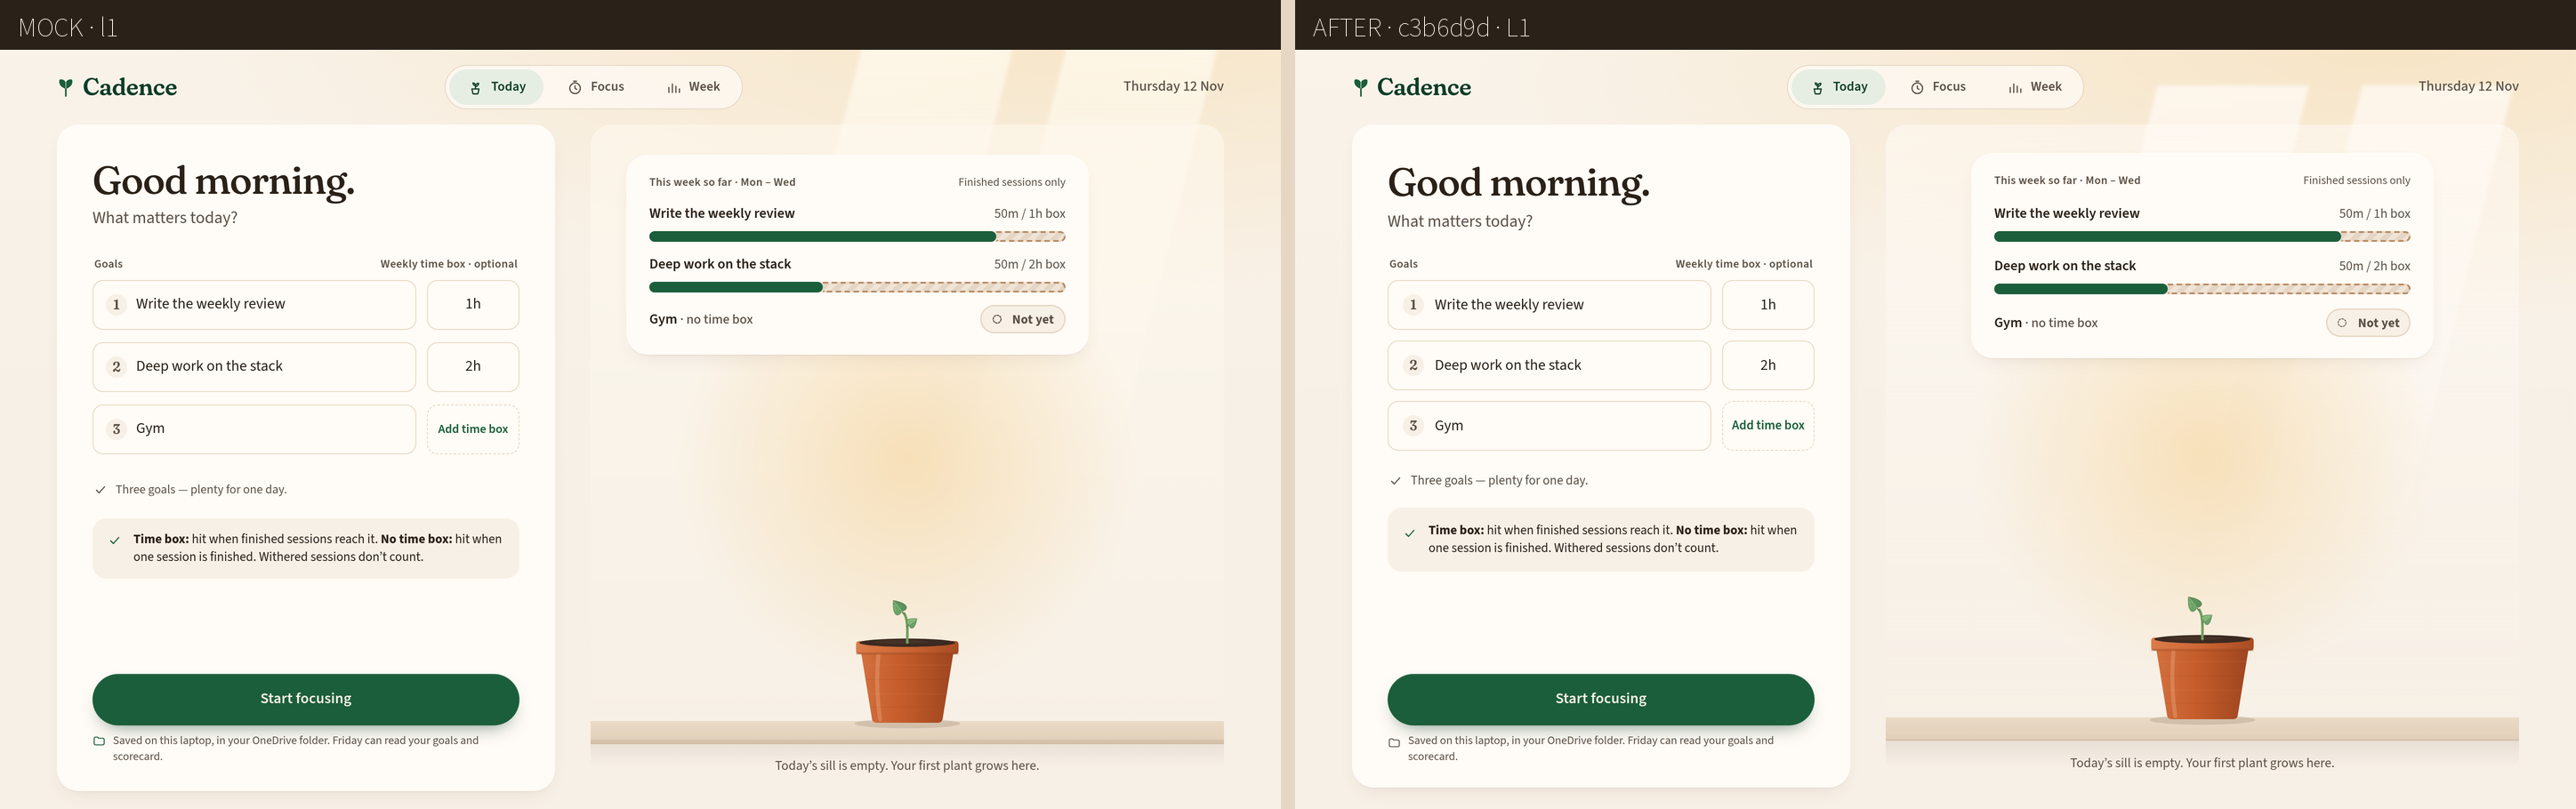 MOCK · l1
Cadence
Today
Focus
Week
Thursday 12 Nov
Good morning.
What matters today?
Goals
Weekly time box · optional
1 Write the weekly review
1h
2 Deep work on the stack
2h
3 Gym
Add time box
Three goals — plenty for one day.
Time box: hit when finished sessions reach it. No time box: hit when
one session is finished. Withered sessions don’t count.
Start focusing
Saved on this laptop, in your OneDrive folder. Friday can read your goals and
scorecard.
This week so far · Mon – Wed
Finished sessions only
Write the weekly review
50m / 1h box
Deep work on the stack
50m / 2h box
Gym · no time box
Not yet
Today’s sill is empty. Your first plant grows here.
AFTER · c3b6d9d · L1
Cadence
Today
Focus
Week
Thursday 12 Nov
Good morning.
What matters today?
Goals
Weekly time box · optional
1 Write the weekly review
1h
2 Deep work on the stack
2h
3 Gym
Add time box
Three goals — plenty for one day.
Time box: hit when finished sessions reach it. No time box: hit when
one session is finished. Withered sessions don’t count.
Start focusing
Saved on this laptop, in your OneDrive folder. Friday can read your goals and
scorecard.
This week so far · Mon – Wed
Finished sessions only
Write the weekly review
50m / 1h box
Deep work on the stack
50m / 2h box
Gym · no time box
Not yet
Today’s sill is empty. Your first plant grows here.